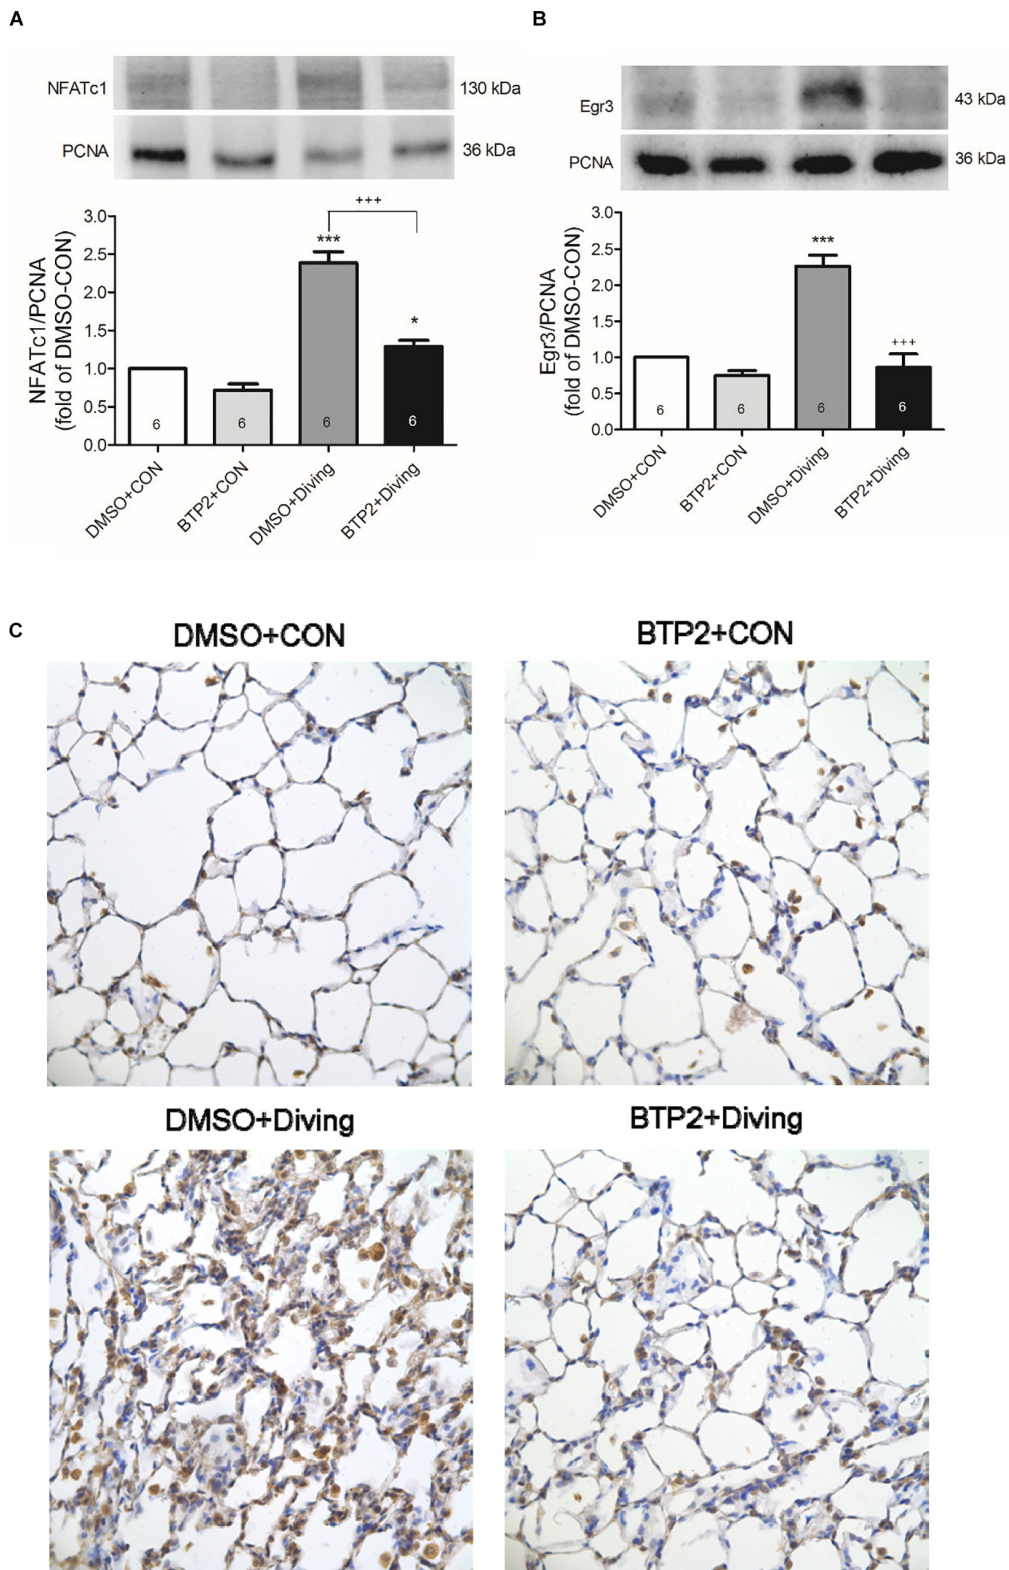 A
NFATc1
130 kDa
PCNA
36 kDa
+++
NFATc1/PCNA
(fold of DMSO-CON)
3.0
2.5
2.0
1.5
1.0
0.5
0.0
***
*
6
6
6
6
DMSO+CON
BTP2+CON
DMSO+Diving
BTP2+Diving
B
Egr3
43 kDa
PCNA
36 kDa
Egr3/PCNA
(fold of DMSO-CON)
3.0
2.5
2.0
1.5
1.0
0.5
0.0
***
+++
6
6
6
6
DMSO+CON
BTP2+CON
DMSO+Diving
BTP2+Diving
C
DMSO+CON
BTP2+CON
DMSO+Diving
BTP2+Diving